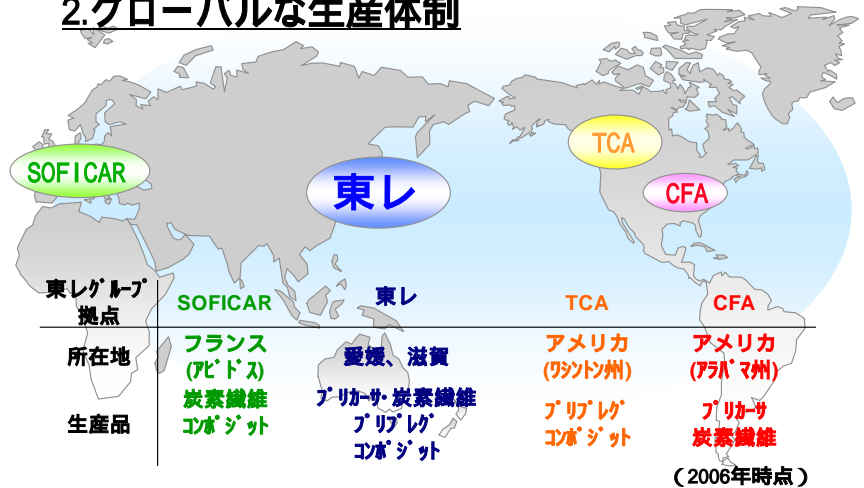 2.グローバルな生産体制
SOFICAR
東レ
TCA
CFA
東レグループ
拠点
SOFICAR
東レ
TCA
CFA
所在地
フランス
(アビドス)
愛媛、滋賀
アメリカ
(ワシントン州)
アメリカ
(アラバマ州)
生産品
炭素繊維
コンポジット
プリカーサ・炭素繊維
プリプレグ
コンポジット
プリプレグ
コンポジット
プリカーサ
炭素繊維
(2006年時点)